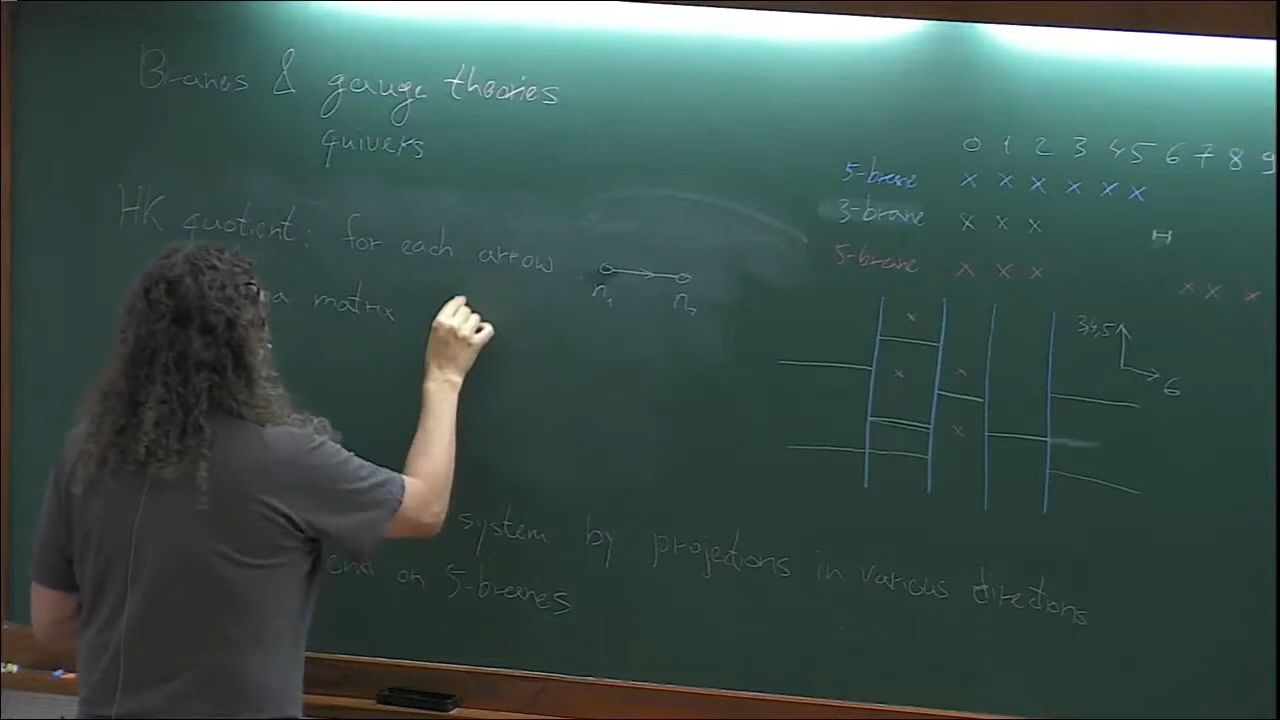 Branes & gauge theories
quivers
HK quotient: for each arrow
n₁ n₂
a matrix
system by projections in various directions
end on 5-branes
0 1 2 3 4 5 6 7 8 9
5-brane x x x x x x
3-brane x x x H
5-brane x x x x x x
x
x x
x
3,4,5
6